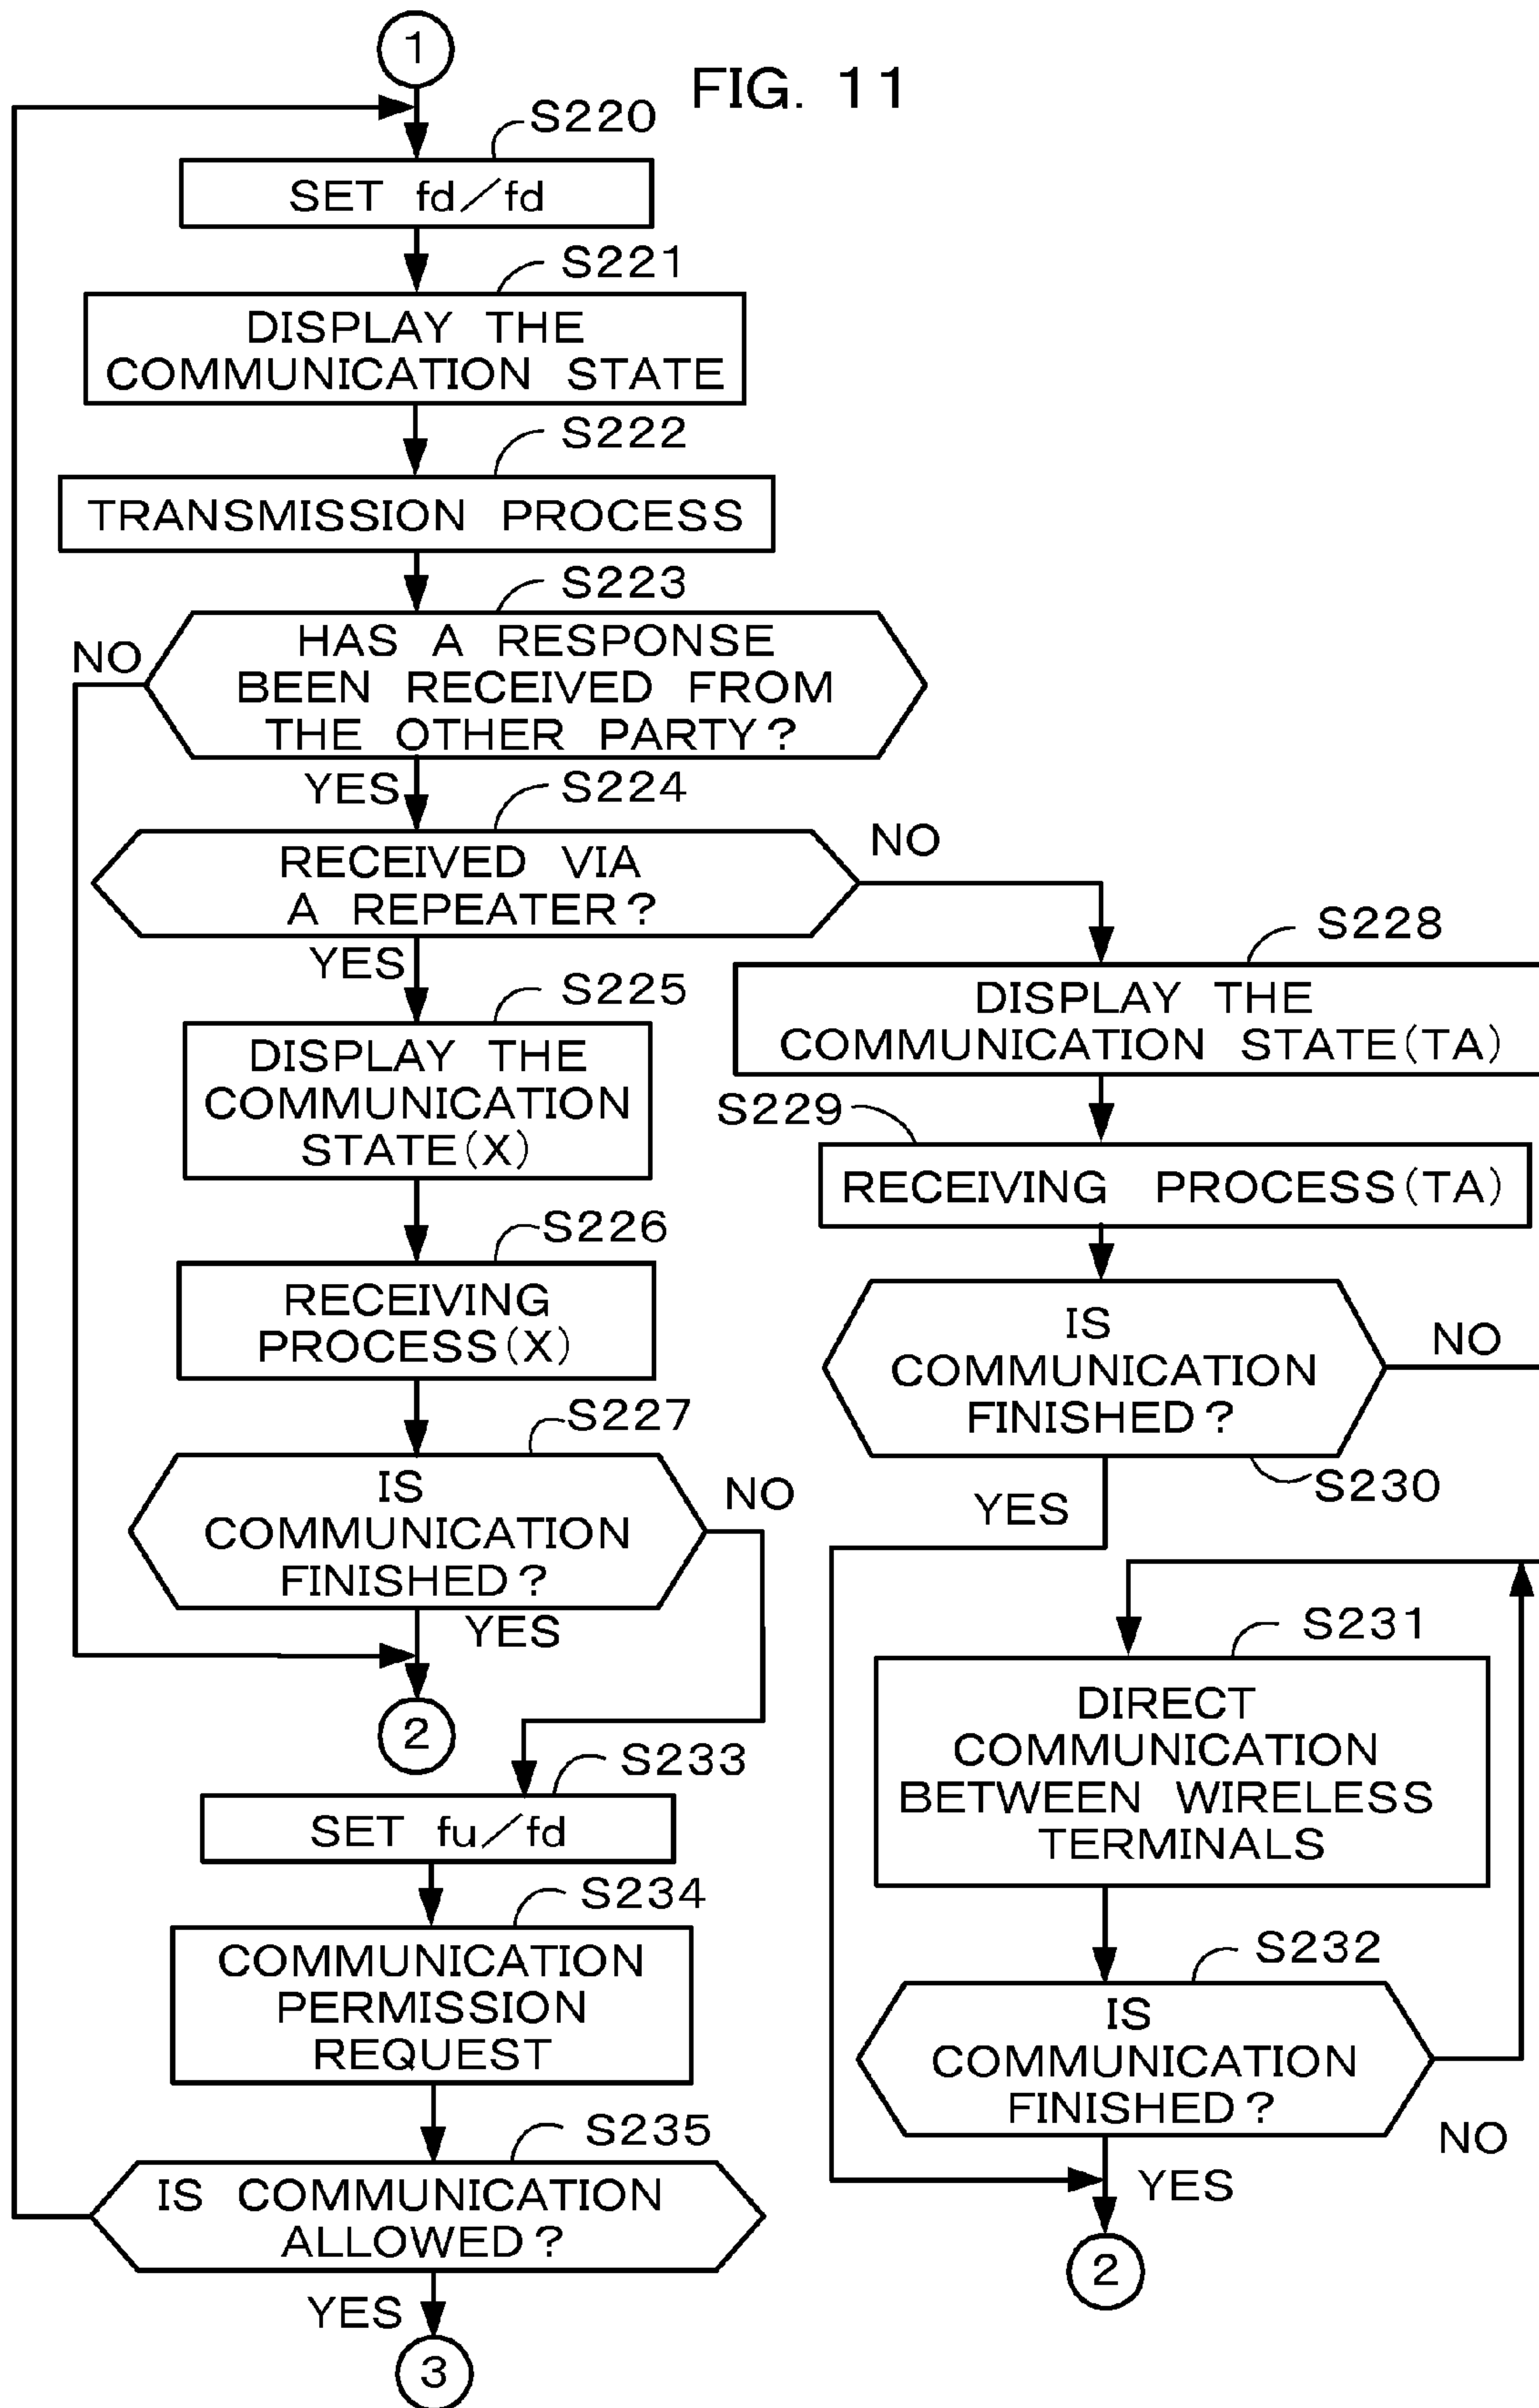 1
FIG. 11
S220
SET fd/fd
S221
DISPLAY THE
COMMUNICATION STATE
S222
TRANSMISSION PROCESS
S223
HAS A RESPONSE
BEEN RECEIVED FROM
THE OTHER PARTY?
NO
YES
S224
RECEIVED VIA
A REPEATER?
NO
YES
S225
DISPLAY THE
COMMUNICATION
STATE(X)
S226
RECEIVING
PROCESS(X)
S227
IS
COMMUNICATION
FINISHED?
NO
YES
2
S228
DISPLAY THE
COMMUNICATION STATE(TA)
S229
RECEIVING PROCESS(TA)
IS
COMMUNICATION
FINISHED?
NO
S230
YES
S231
DIRECT
COMMUNICATION
BETWEEN WIRELESS
TERMINALS
S232
IS
COMMUNICATION
FINISHED?
NO
YES
2
S233
SET fu/fd
S234
COMMUNICATION
PERMISSION
REQUEST
S235
IS COMMUNICATION
ALLOWED?
YES
3